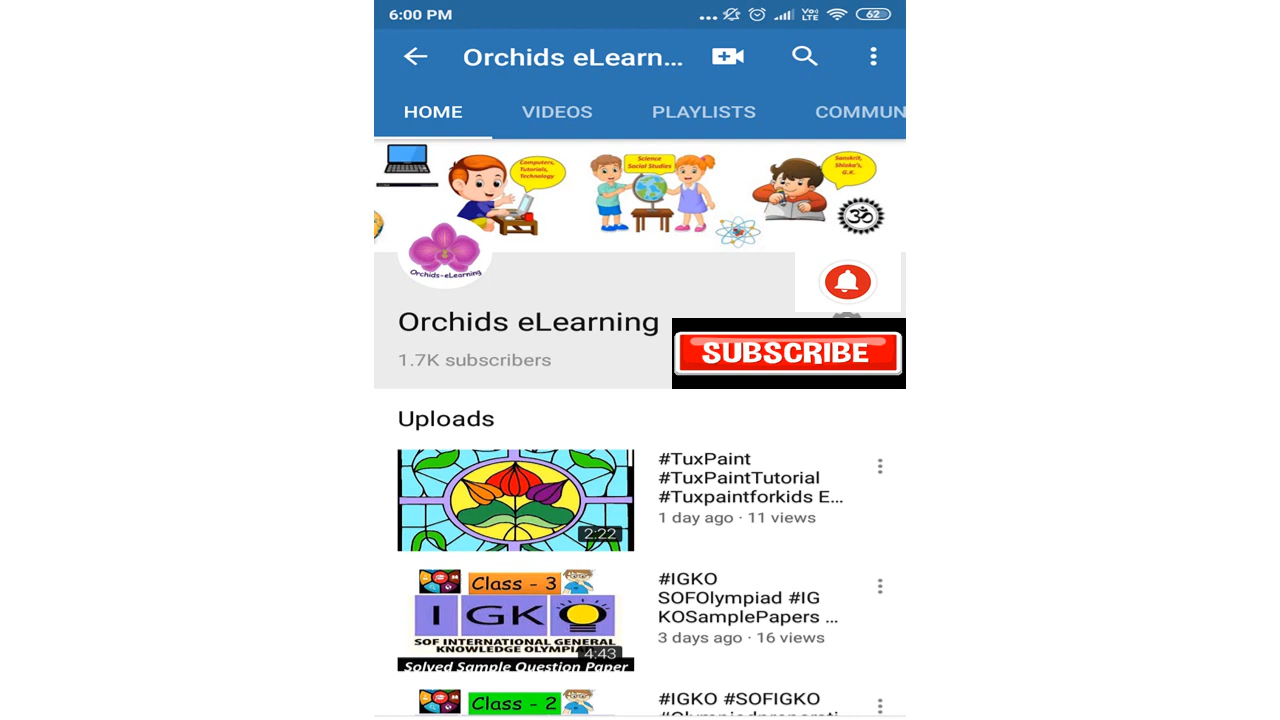 6:00 PM
Vo)) LTE
62
Orchids eLearn...
HOME VIDEOS PLAYLISTS COMMUN
Computers,
Tutorials,
Technology
Science
Social Studies
Sanskrit,
Shloka's,
G.K.
ॐ
Orchids-eLearning
Orchids eLearning
1.7K subscribers
SUBSCRIBE
Uploads
#TuxPaint
#TuxPaintTutorial
#Tuxpaintforkids E...
1 day ago · 11 views
2:22
Class - 3
IGKO
SOF INTERNATIONAL GENERAL
KNOWLEDGE OLYMPIA
4:43
Solved Sample Question Paper
#IGKO
SOFOlympiad #IG
KOSamplePapers ...
3 days ago · 16 views
Class - 2
#IGKO #SOFIGKO